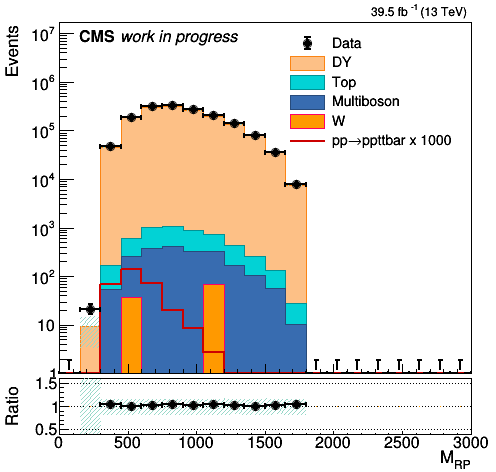 39.5 fb⁻¹ (13 TeV)
CMS work in progress
Events
10⁷
10⁶
10⁵
10⁴
10³
10²
10
1
Data
DY
Top
Multiboson
W
pp→ppttbar x 1000
Ratio
1.5
1
0.5
0 500 1000 1500 2000 2500 3000
M_RP